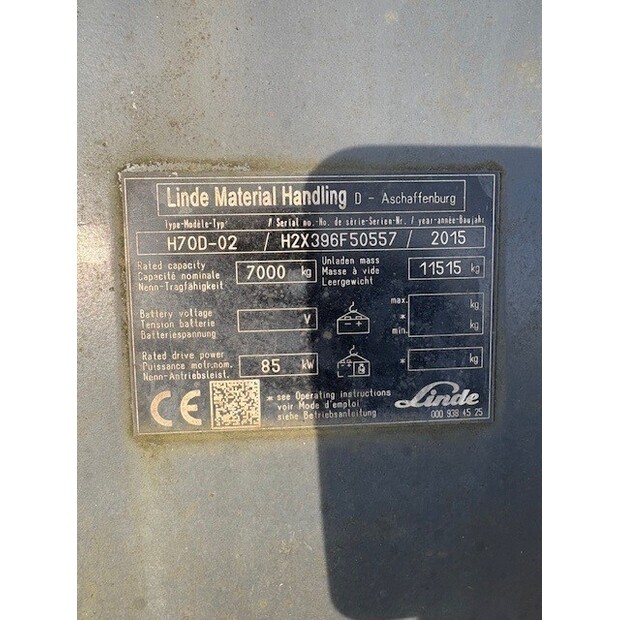 Linde Material Handling D - Aschaffenburg
Type-Modèle-Typ / Serial no.-No. de série-Serien-Nr. / year-année-Baujahr
H70D-02 / H2X396F50557 / 2015
Rated capacity
Capacité nominale
Nenn-Tragfähigkeit
7000 kg
Unladen mass
Masse à vide
Leergewicht
11515 kg
Battery voltage
Tension batterie
Batteriespannung
V
max.
*
min.
kg
kg
Rated drive power
Puissance motr.nom.
Nenn-Antriebsleist.
85 kW
* kg
CE
* see Operating instructions
voir Mode d'emploi
siehe Betriebsanleitung
Linde
000 938 45 25